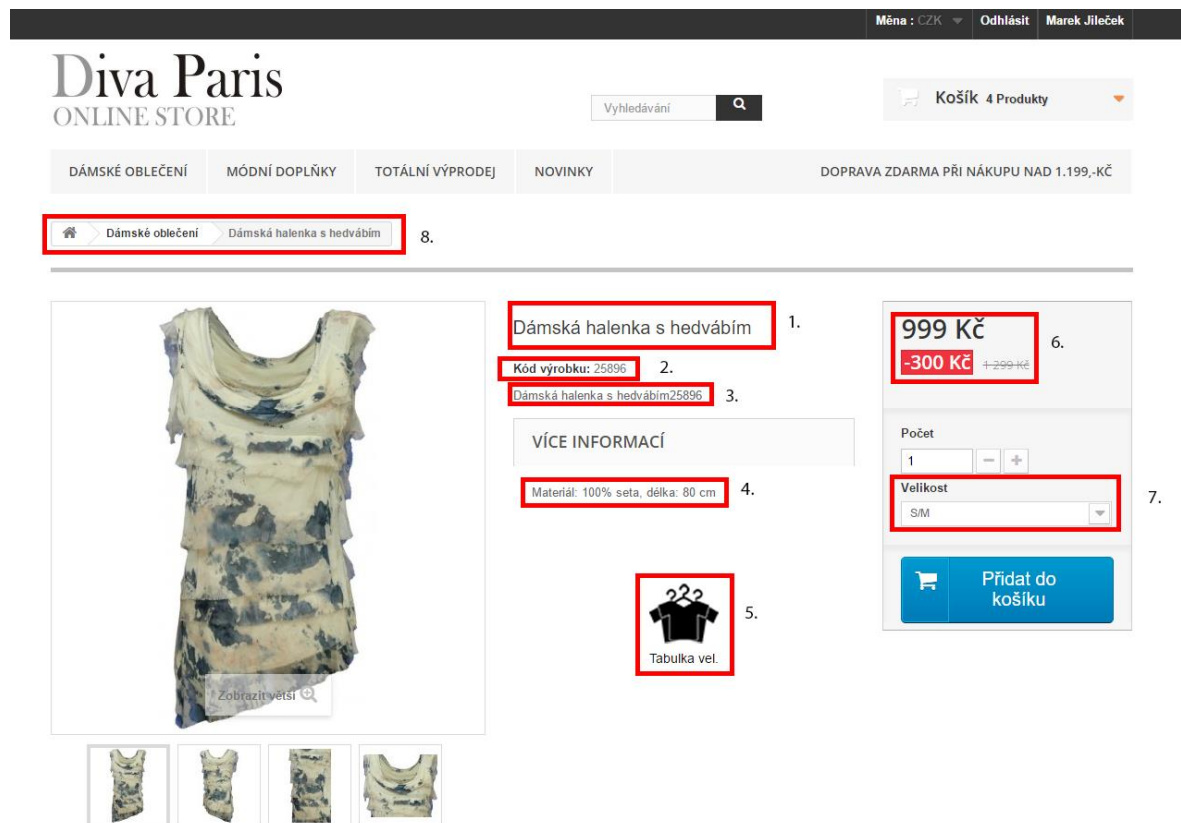 Měna : CZK Odhlásit Marek Jileček
Diva Paris
ONLINE STORE
Vyhledávání
Košík 4 Produkty
DÁMSKÉ OBLEČENÍ MÓDNÍ DOPLŇKY TOTÁLNÍ VÝPRODEJ NOVINKY DOPRAVA ZDARMA PŘI NÁKUPU NAD 1.199,-KČ
Dámské oblečení Dámská halenka s hedvábím 8.
Dámská halenka s hedvábím 1.
Kód výrobku: 25896 2.
Dámská halenka s hedvábím25896 3.
VÍCE INFORMACÍ
Materiál: 100% seta, délka: 80 cm 4.
5.
Tabulka vel.
999 Kč
6.
-300 Kč 1 299 Kč
Počet
1
Velikost
7.
S/M
Přidat do
košíku
Zobrazit větší